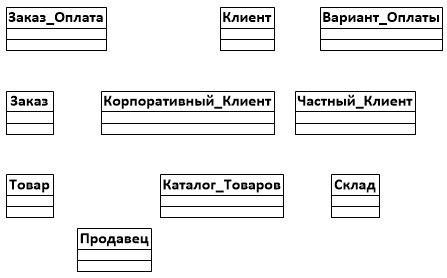 Заказ_Оплата
Клиент
Вариант_Оплаты
Заказ
Корпоративный_Клиент
Частный_Клиент
Товар
Каталог_Товаров
Склад
Продавец